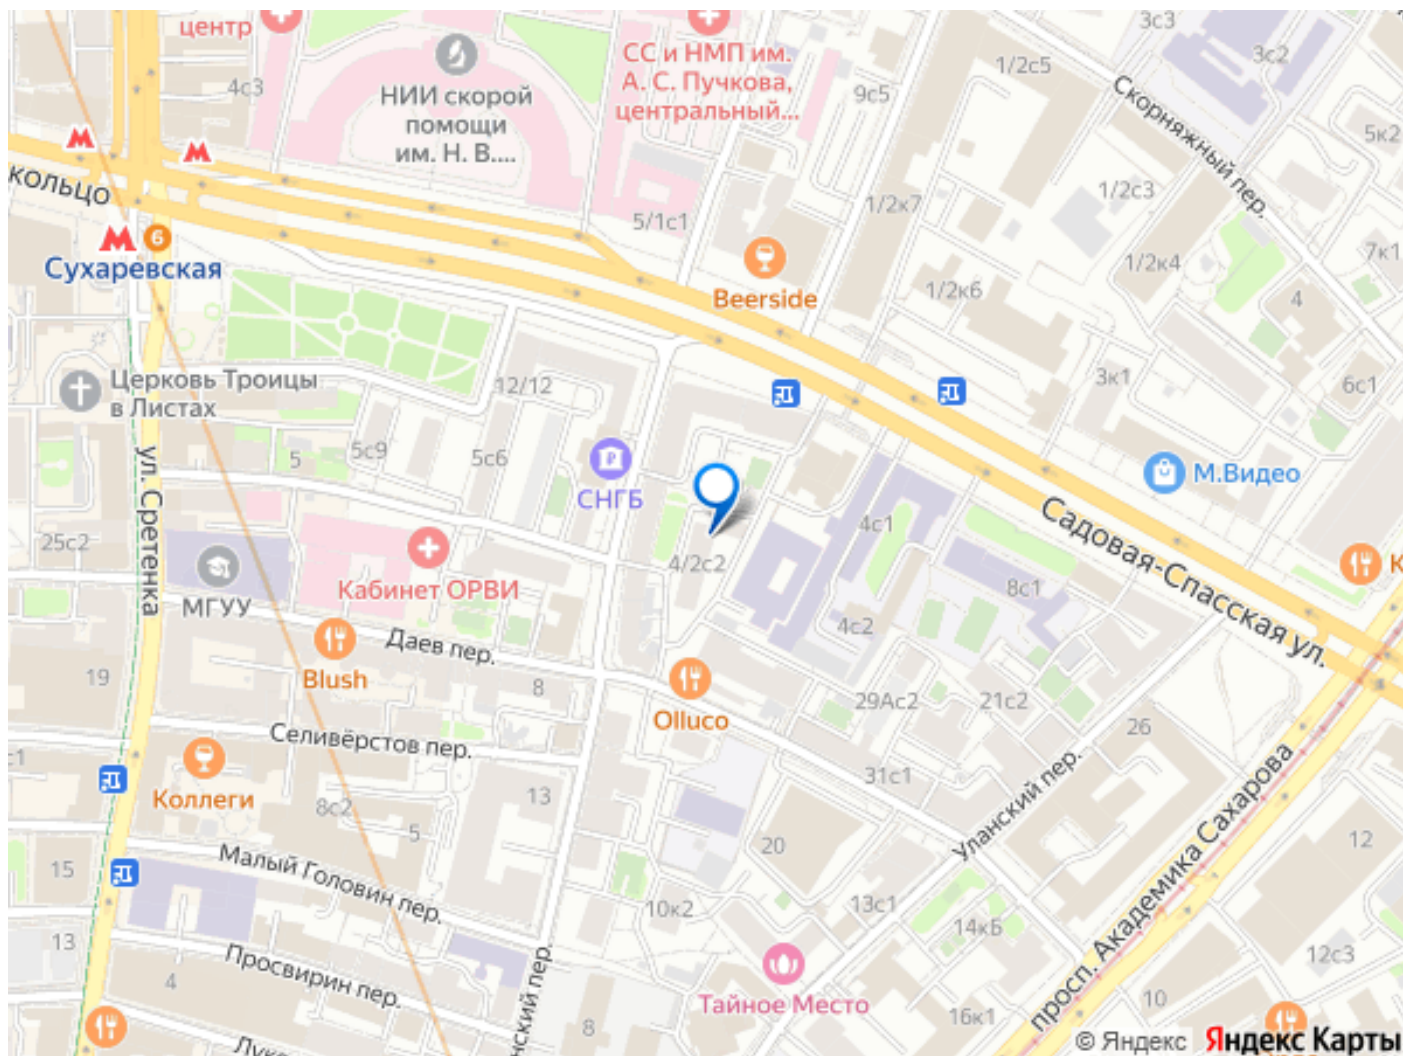 центр
4с3
НИИ скорой
помощи
им. Н. В....
СС и НМП им.
А. С. Пучкова,
центральный...
9с5
1/2с5
3с3
3с2
Скорняжный пер.
5к2
1/2с3
1/2к7
5/1с1
кольцо
6
Сухаревская
Beerside
1/2к4
1/2к6
7к1
4
Церковь Троицы
в Листах
12/12
3к1
6с1
5
5с9
5с6
СНГБ
М.Видео
ул. Сретенка
25с2
Кабинет ОРВИ
МГУУ
4/2с2
4с1
8с1
4с2
Садовая-Спасская ул.
К
Даев пер.
Blush
19
8
Olluco
29Ас2
21с2
26
Селивёрстов пер.
с1
Коллеги
8с2
5
13
31с1
Уланский пер.
просп. Академика Сахарова
20
12
15
Малый Головин пер.
10к2
13с1
14кБ
13
12с3
Просвирин пер.
4
нский пер.
Тайное Место
8
16к1
10
Лук
© Яндекс Яндекс Карты